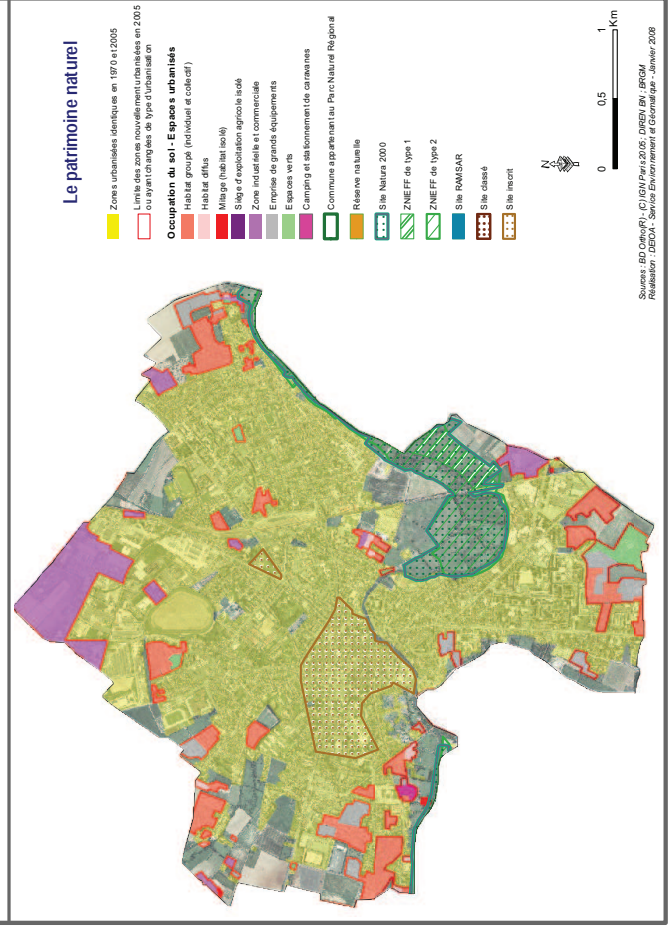 Le patrimoine naturel
Zones urbanisées identiques en 1970 et 2005
Limite des zones nouvellement urbanisées en 2005
ou ayant changées de type d'urbanisation
Occupation du sol - Espaces urbanisés
Habitat groupé (individuel et collectif)
Habitat diffus
Mitage (habitat isolé)
Siège d'exploitation agricole isolé
Zone industrielle et commerciale
Emprise de grands équipements
Espaces verts
Camping et stationnement de caravanes
Commune appartenant au Parc Naturel Régional
Réserve naturelle
Site Natura 2000
ZNIEFF de type 1
ZNIEFF de type 2
Site RAMSAR
Site classé
Site inscrit
N
0 0,5 1
Km
Sources : BD Ortho(R) - (C) IGN Paris 2005 ; DIREN BN ; BRGM
Réalisation : DEIOA - Service Environnement et Géomatique - Janvier 2008